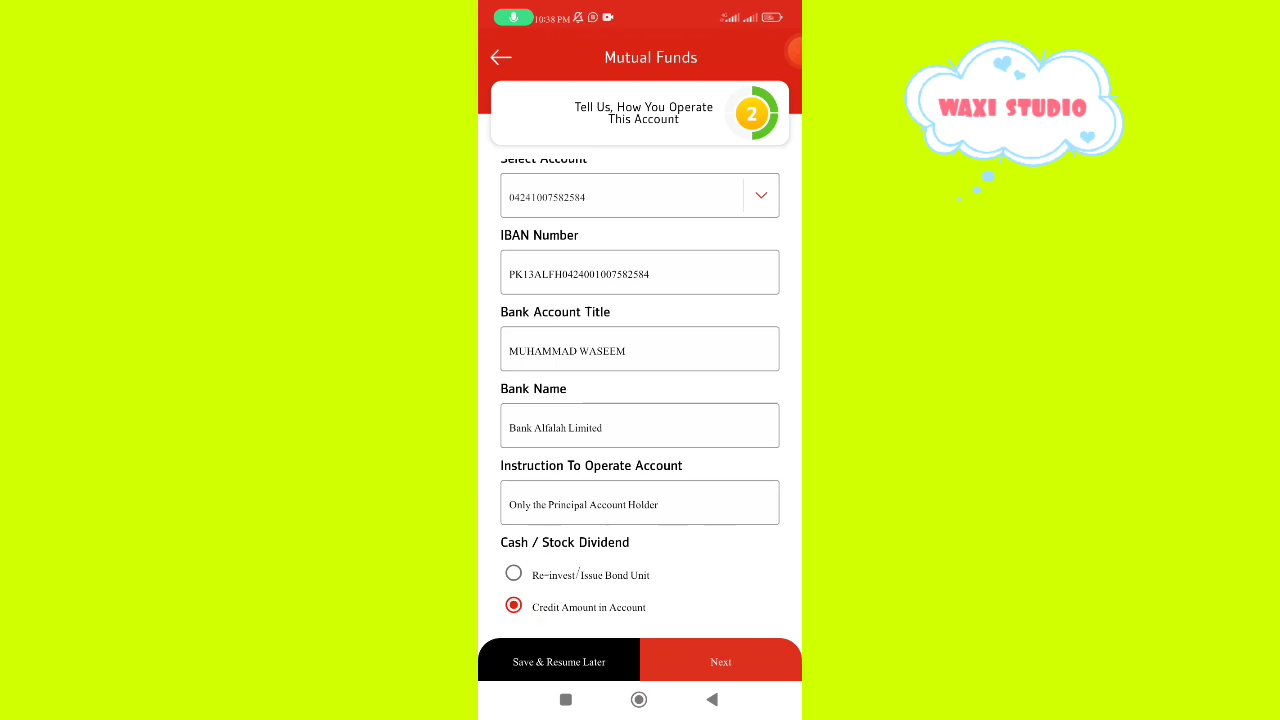 10:38 PM
Mutual Funds
WAXI STUDIO
Tell Us, How You Operate
This Account
2
Select Account
04241007582584
IBAN Number
PK13ALFH0424001007582584
Bank Account Title
MUHAMMAD WASEEM
Bank Name
Bank Alfalah Limited
Instruction To Operate Account
Only the Principal Account Holder
Cash / Stock Dividend
Re-invest/Issue Bond Unit
Credit Amount in Account
Save & Resume Later
Next